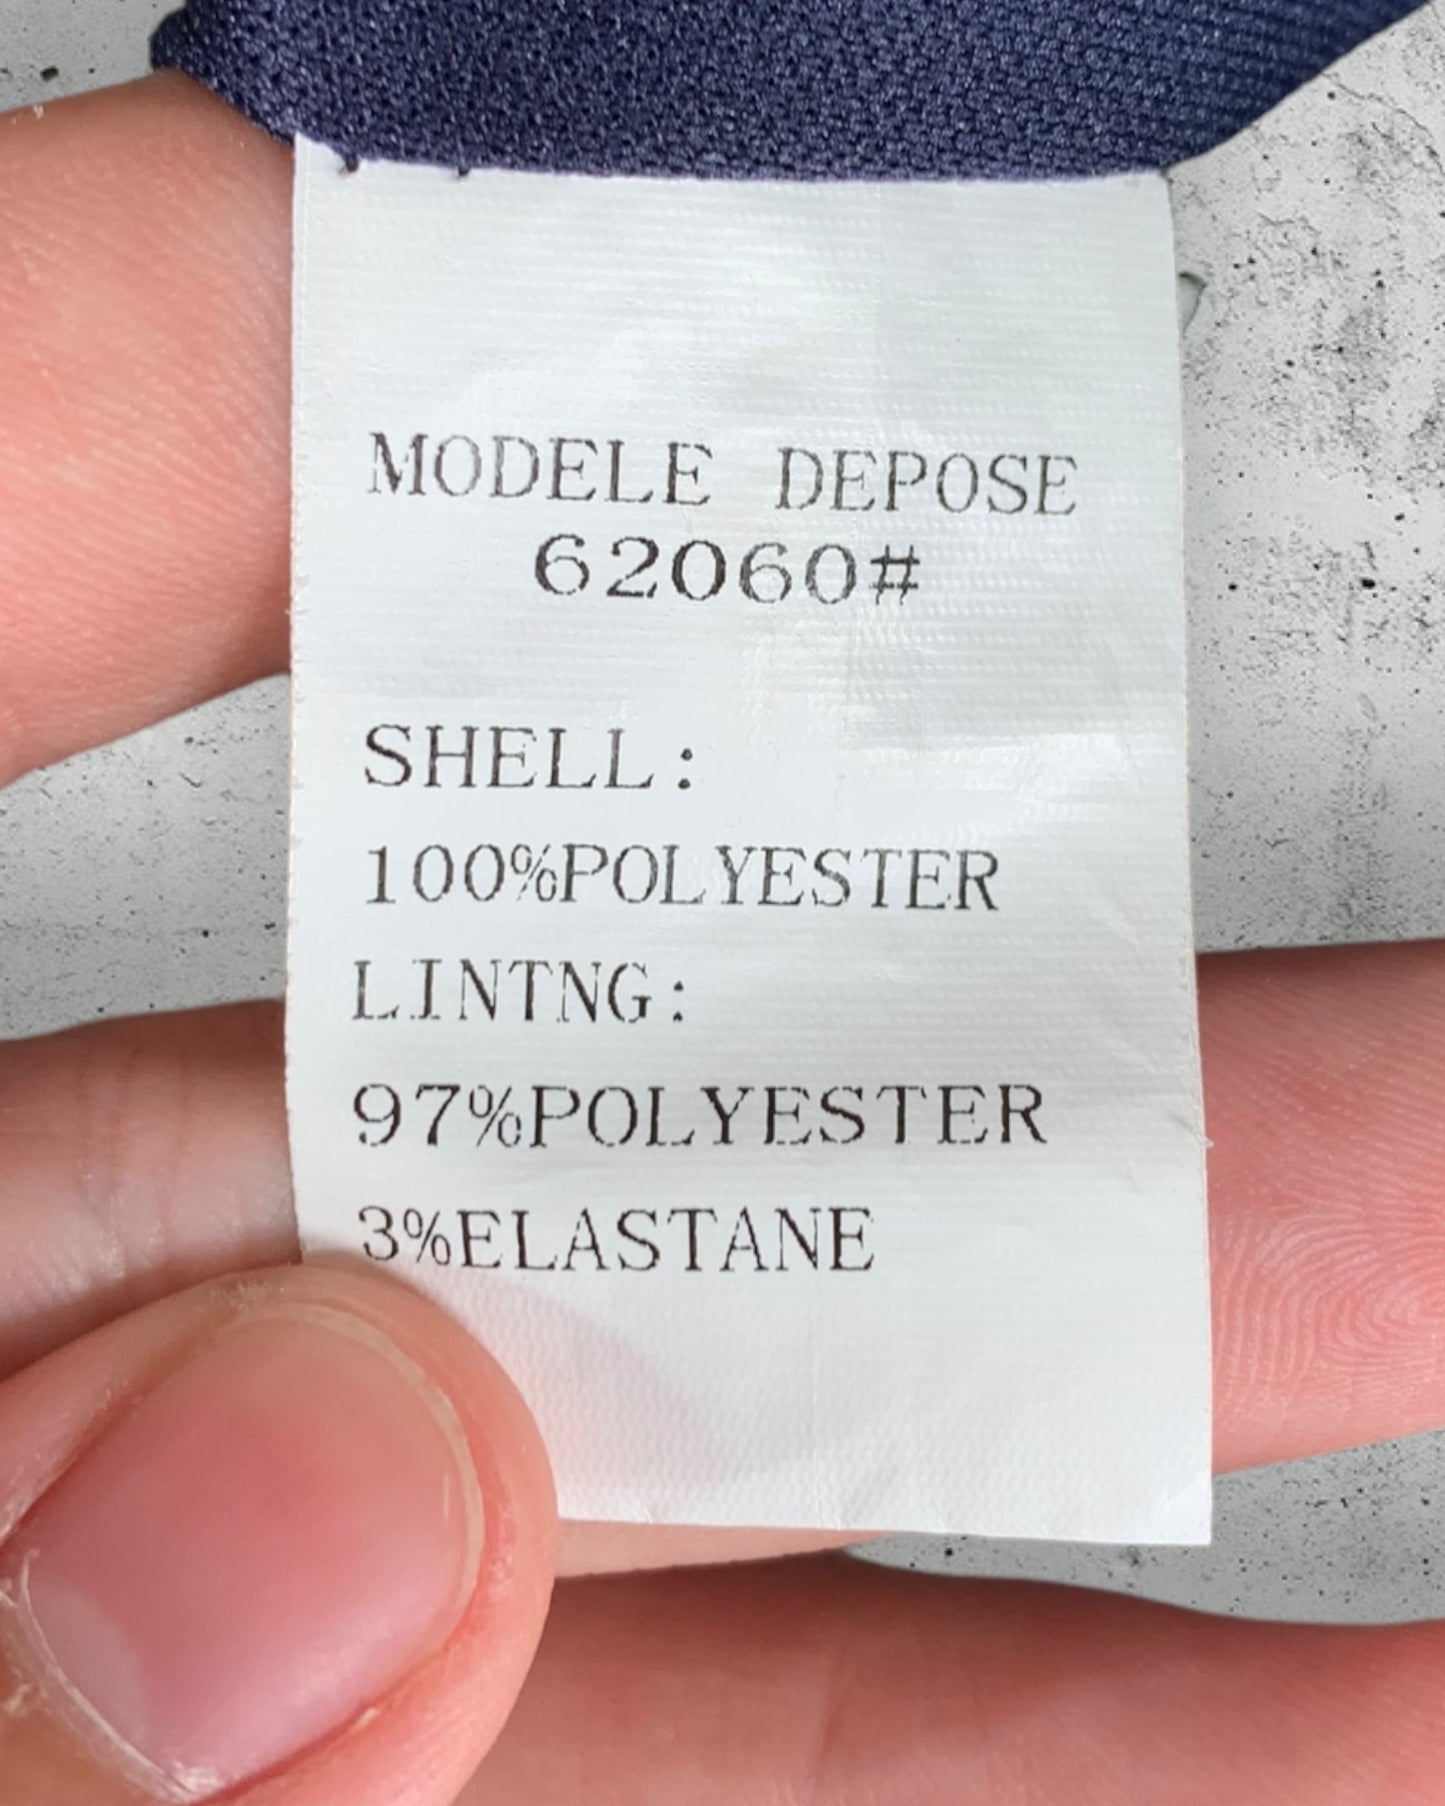 MODELE DEPOSE
62060#
SHELL:
100%POLYESTER
LINTNG:
97%POLYESTER
3%ELASTANE